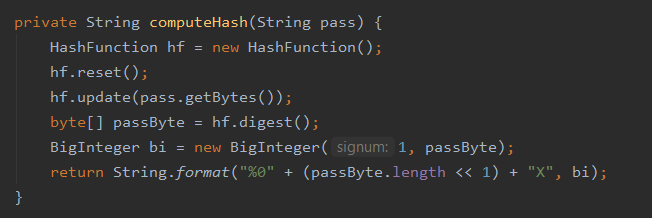 private String computeHash(String pass) {
    HashFunction hf = new HashFunction();
    hf.reset();
    hf.update(pass.getBytes());
    byte[] passByte = hf.digest();
    BigInteger bi = new BigInteger( signum: 1, passByte);
    return String.format("%0" + (passByte.length << 1) + "X", bi);
}